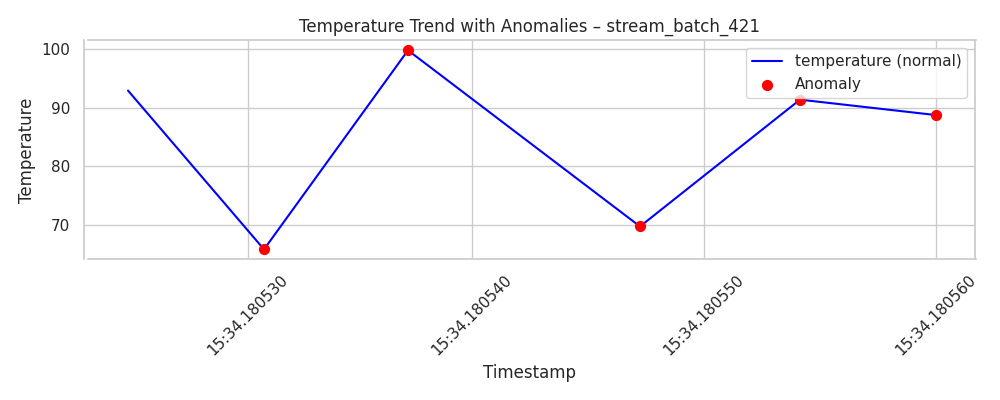 Temperature Trend with Anomalies – stream_batch_421
100
90
80
70
Temperature
temperature (normal)
Anomaly
15:34.180530
15:34.180540
15:34.180550
15:34.180560
Timestamp